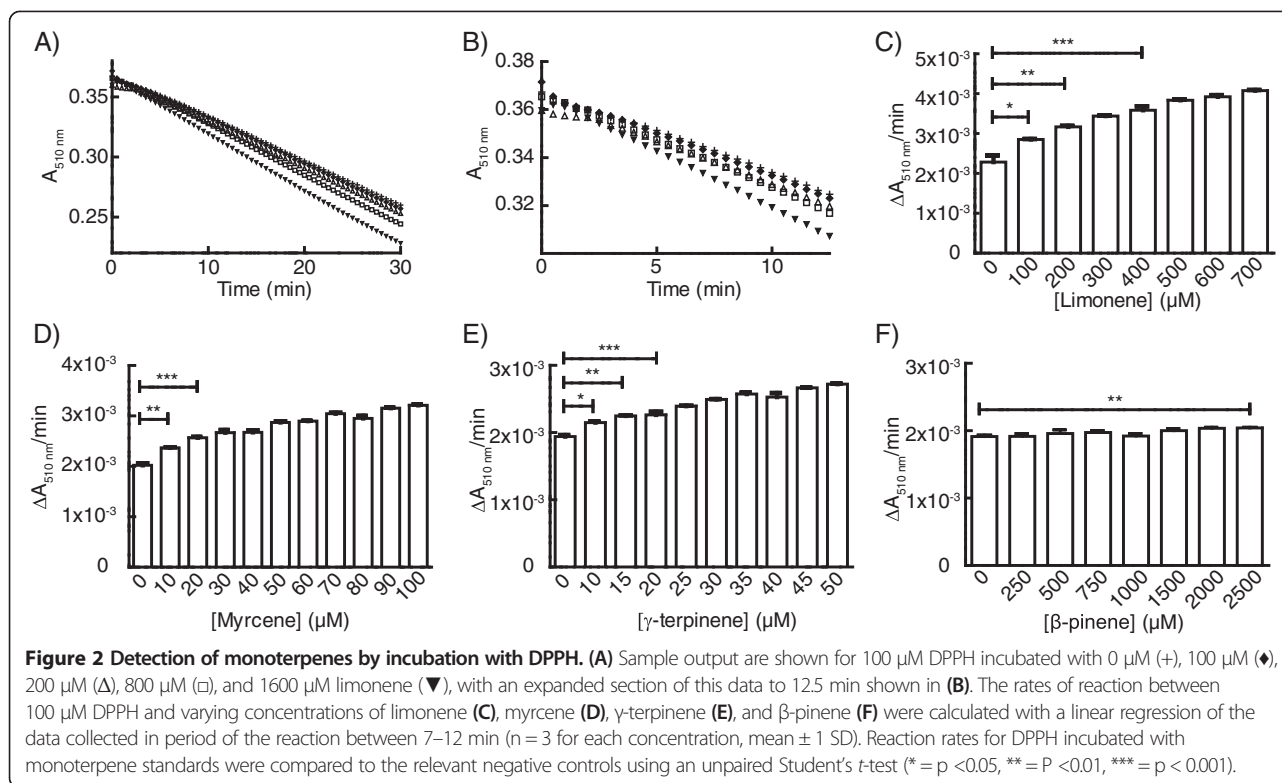 A)
B)
C)
0.35
0.30
0.25
A510 nm
0
10
20
30
Time (min)
0.38
0.36
0.34
0.32
A510 nm
0
5
10
Time (min)
***
**
*
5x10-3
4x10-3
3x10-3
2x10-3
1x10-3
0
ΔA510 nm/min
0
100
200
300
400
500
600
700
[Limonene] (µM)
D)
E)
F)
4x10-3
3x10-3
2x10-3
1x10-3
0
ΔA510 nm/min
***
**
0
10
20
30
40
50
60
70
80
90
100
[Myrcene] (µM)
3x10-3
2x10-3
1x10-3
0
ΔA510 nm/min
***
**
*
0
10
15
20
25
30
35
40
45
50
[γ-terpinene] (µM)
3x10-3
2x10-3
1x10-3
0
ΔA510 nm/min
**
0
250
500
750
1000
1500
2000
2500
[β-pinene] (µM)
Figure 2 Detection of monoterpenes by incubation with DPPH. (A) Sample output are shown for 100 µM DPPH incubated with 0 µM (+), 100 µM (♦),
200 µM (Δ), 800 µM (□), and 1600 µM limonene (▼), with an expanded section of this data to 12.5 min shown in (B). The rates of reaction between
100 µM DPPH and varying concentrations of limonene (C), myrcene (D), γ-terpinene (E), and β-pinene (F) were calculated with a linear regression of the
data collected in period of the reaction between 7–12 min (n = 3 for each concentration, mean ± 1 SD). Reaction rates for DPPH incubated with
monoterpene standards were compared to the relevant negative controls using an unpaired Student's t-test (* = p <0.05, ** = P <0.01, *** = p < 0.001).